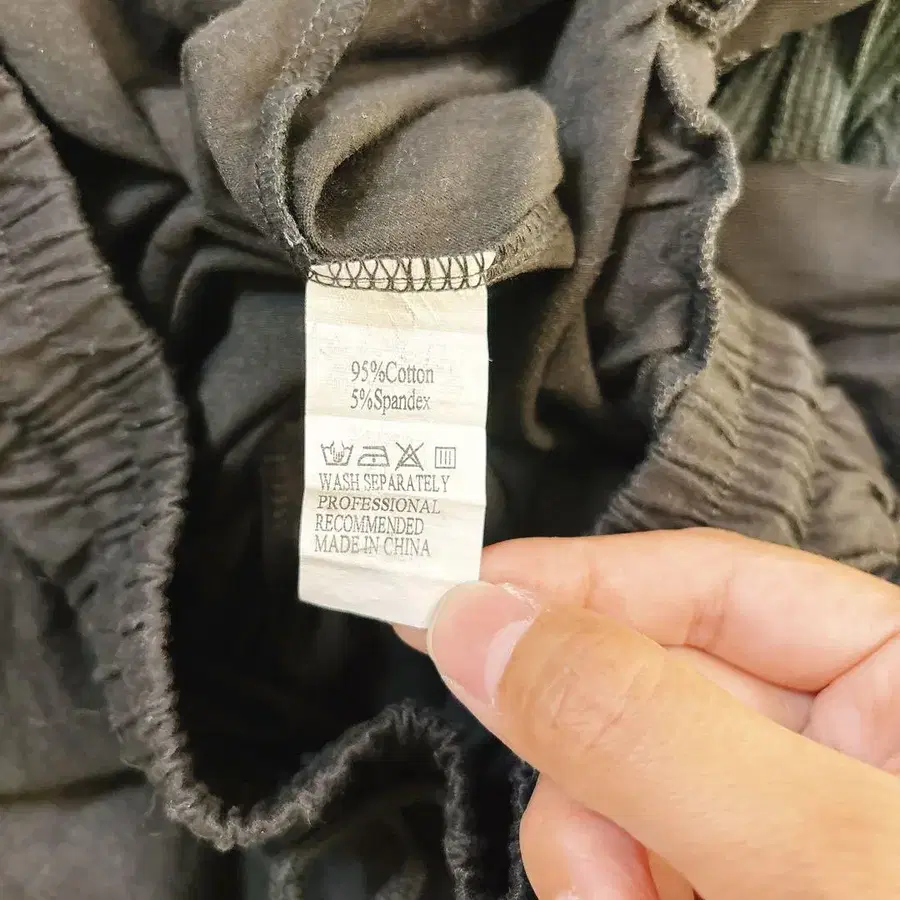 95%Cotton
5%Spandex
WASH SEPARATELY
PROFESSIONAL
RECOMMENDED
MADE IN CHINA